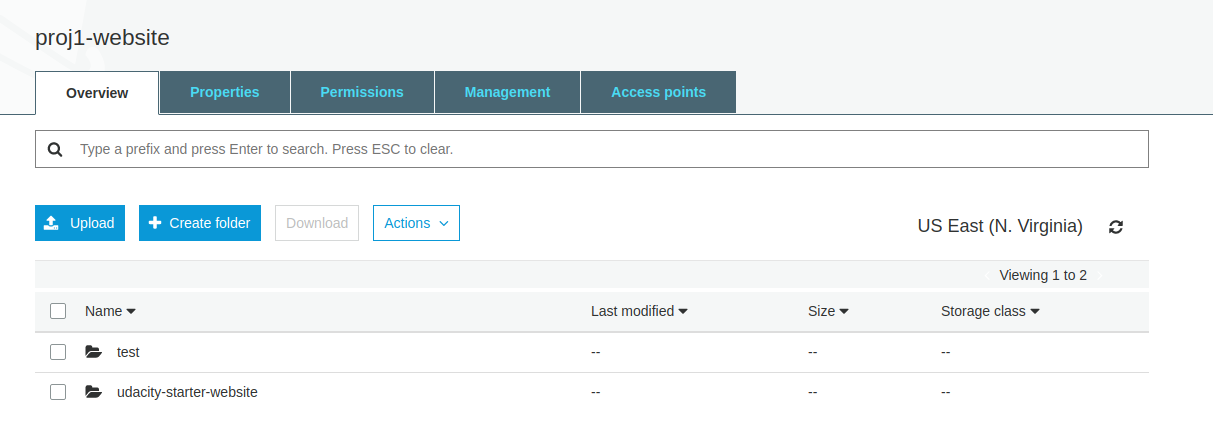 proj1-website
Overview Properties Permissions Management Access points
Type a prefix and press Enter to search. Press ESC to clear.
Upload Create folder Download Actions US East (N. Virginia)
Viewing 1 to 2
Name Last modified Size Storage class
test -- -- --
udacity-starter-website -- -- --